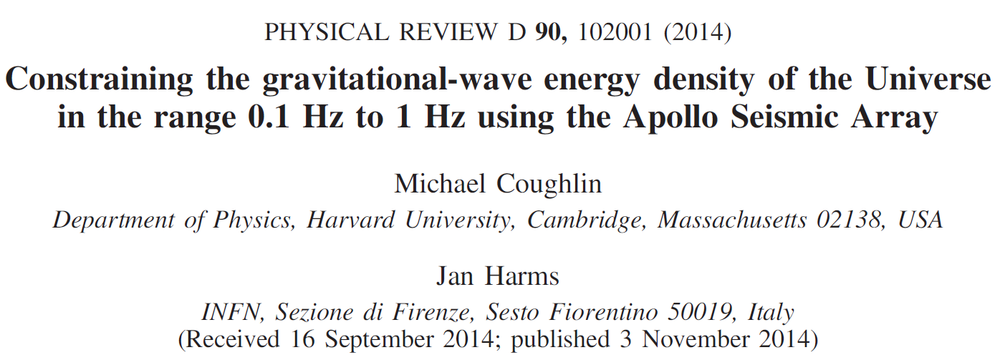 PHYSICAL REVIEW D 90, 102001 (2014)
Constraining the gravitational-wave energy density of the Universe
in the range 0.1 Hz to 1 Hz using the Apollo Seismic Array
Michael Coughlin
Department of Physics, Harvard University, Cambridge, Massachusetts 02138, USA
Jan Harms
INFN, Sezione di Firenze, Sesto Fiorentino 50019, Italy
(Received 16 September 2014; published 3 November 2014)